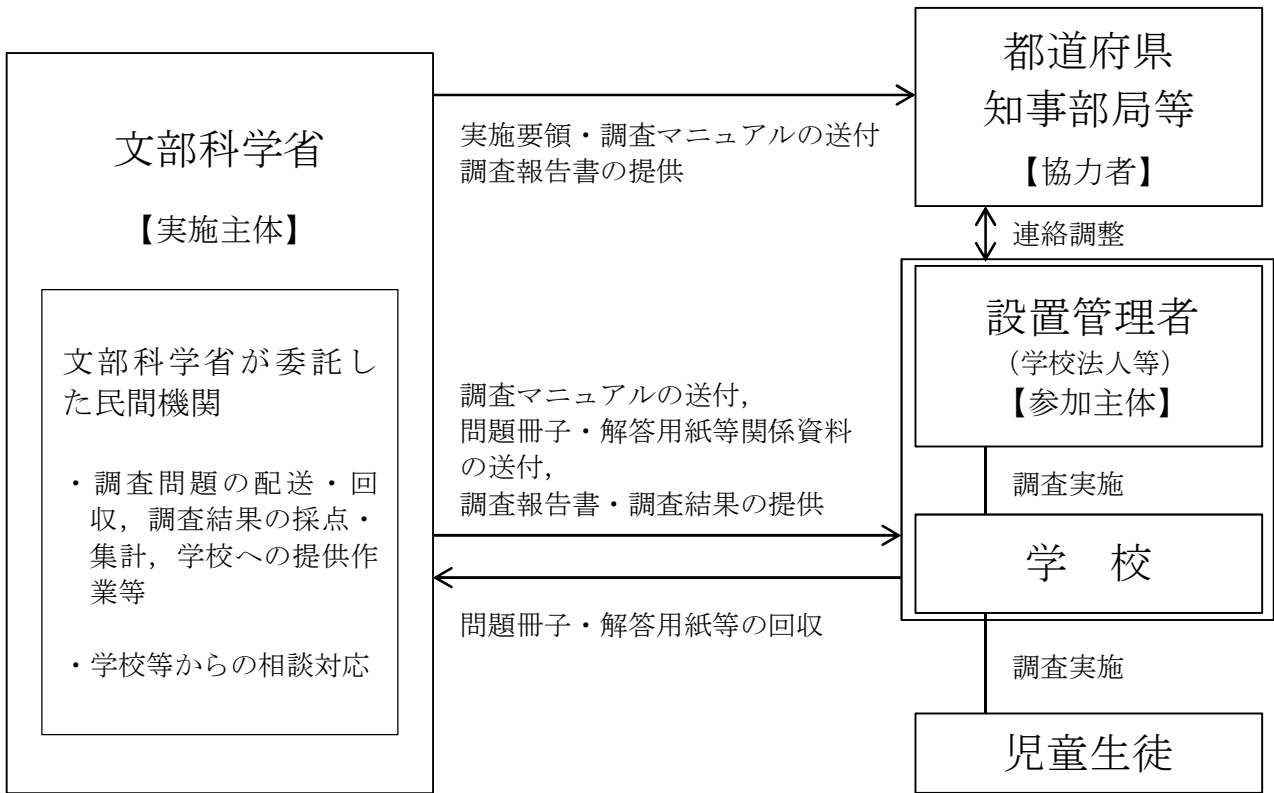 文部科学省
【実施主体】
文部科学省が委託し
た民間機関
・調査問題の配送・回
収，調査結果の採点・
集計，学校への提供作
業等
・学校等からの相談対応
実施要領・調査マニュアルの送付
調査報告書の提供
調査マニュアルの送付，
問題冊子・解答用紙等関係資料
の送付，
調査報告書・調査結果の提供
問題冊子・解答用紙等の回収
都道府県
知事部局等
【協力者】
連絡調整
設置管理者
（学校法人等）
【参加主体】
調査実施
学　校
調査実施
児童生徒